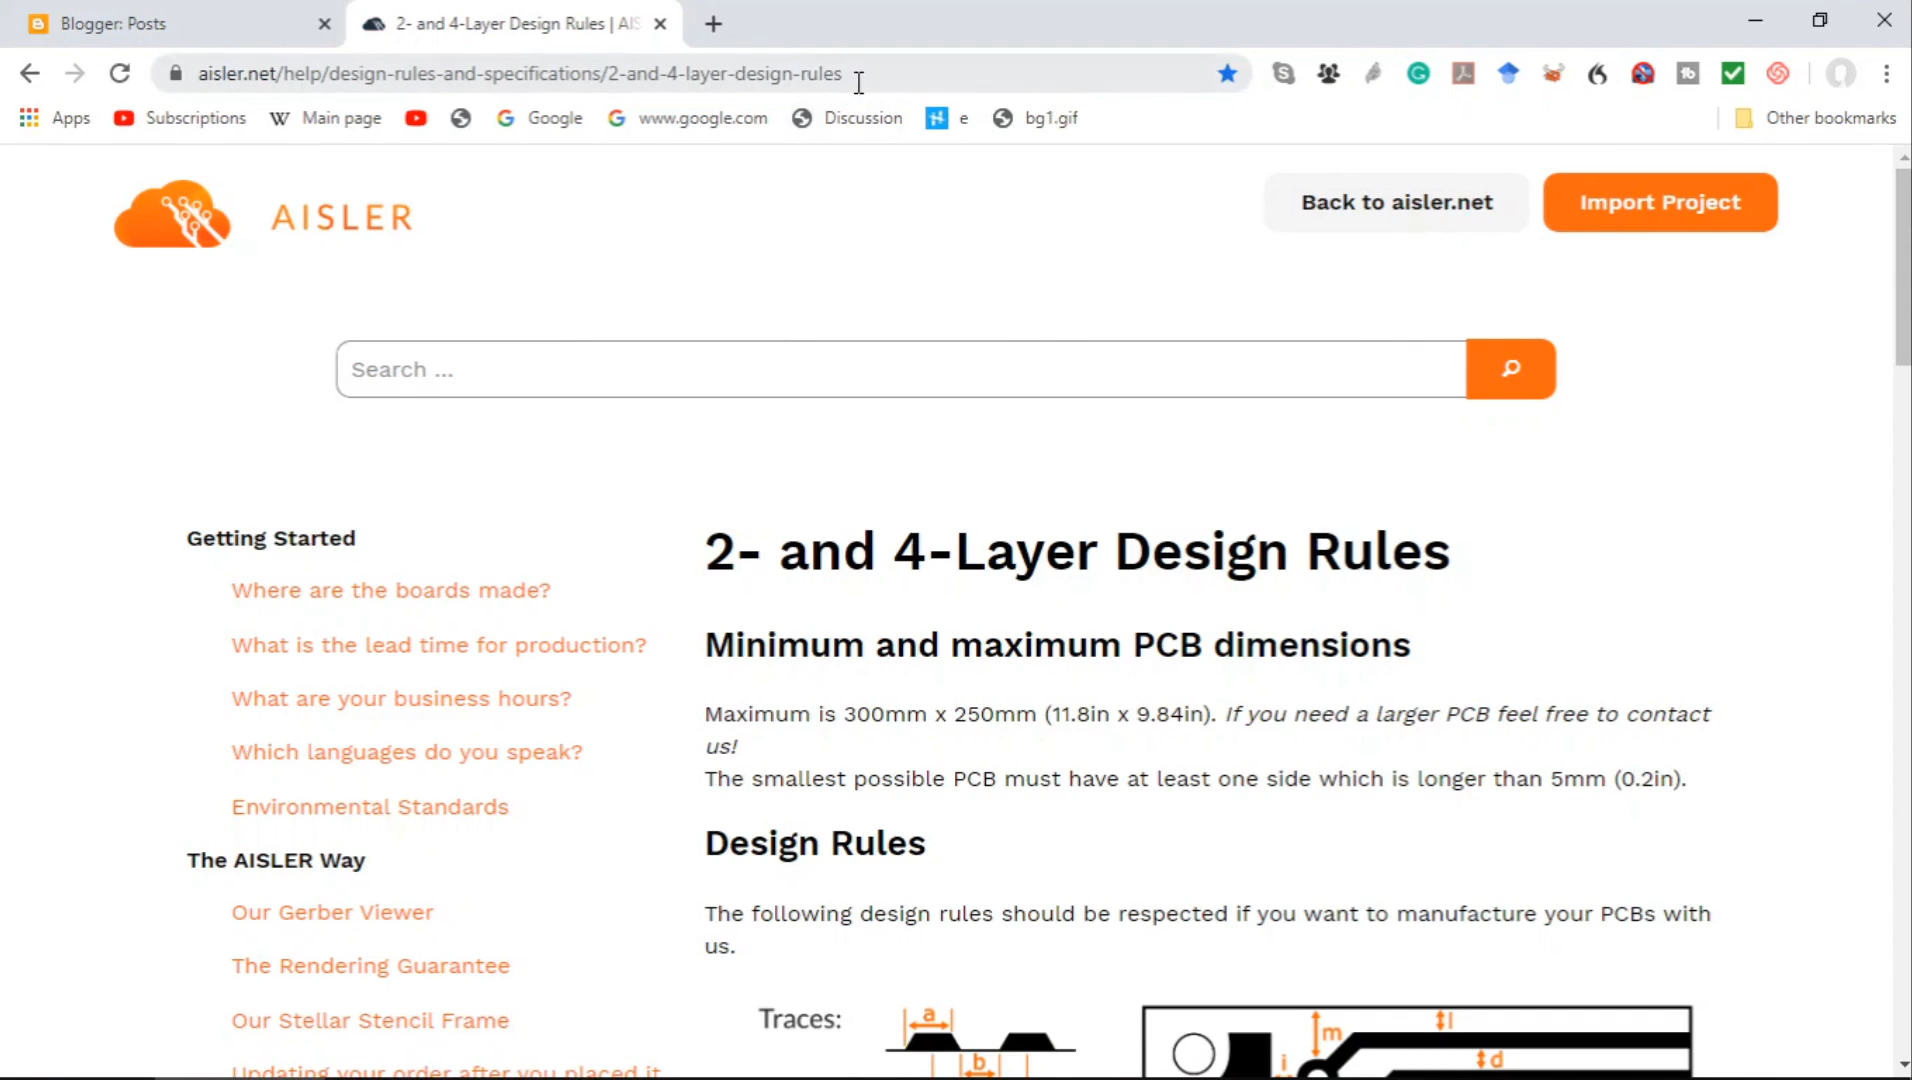 Blogger: Posts
2- and 4-Layer Design Rules | AIS
aisler.net/help/design-rules-and-specifications/2-and-4-layer-design-rules
Apps
Subscriptions
Main page
Google
www.google.com
Discussion
e
bg1.gif
Other bookmarks
AISLER
Back to aisler.net
Import Project
Search ...
Getting Started
Where are the boards made?
What is the lead time for production?
What are your business hours?
Which languages do you speak?
Environmental Standards
The AISLER Way
Our Gerber Viewer
The Rendering Guarantee
Our Stellar Stencil Frame
Updating your order after you placed it
2- and 4-Layer Design Rules
Minimum and maximum PCB dimensions
Maximum is 300mm x 250mm (11.8in x 9.84in). If you need a larger PCB feel free to contact
us!
The smallest possible PCB must have at least one side which is longer than 5mm (0.2in).
Design Rules
The following design rules should be respected if you want to manufacture your PCBs with
us.
Traces:
a
b
m
l
i
d